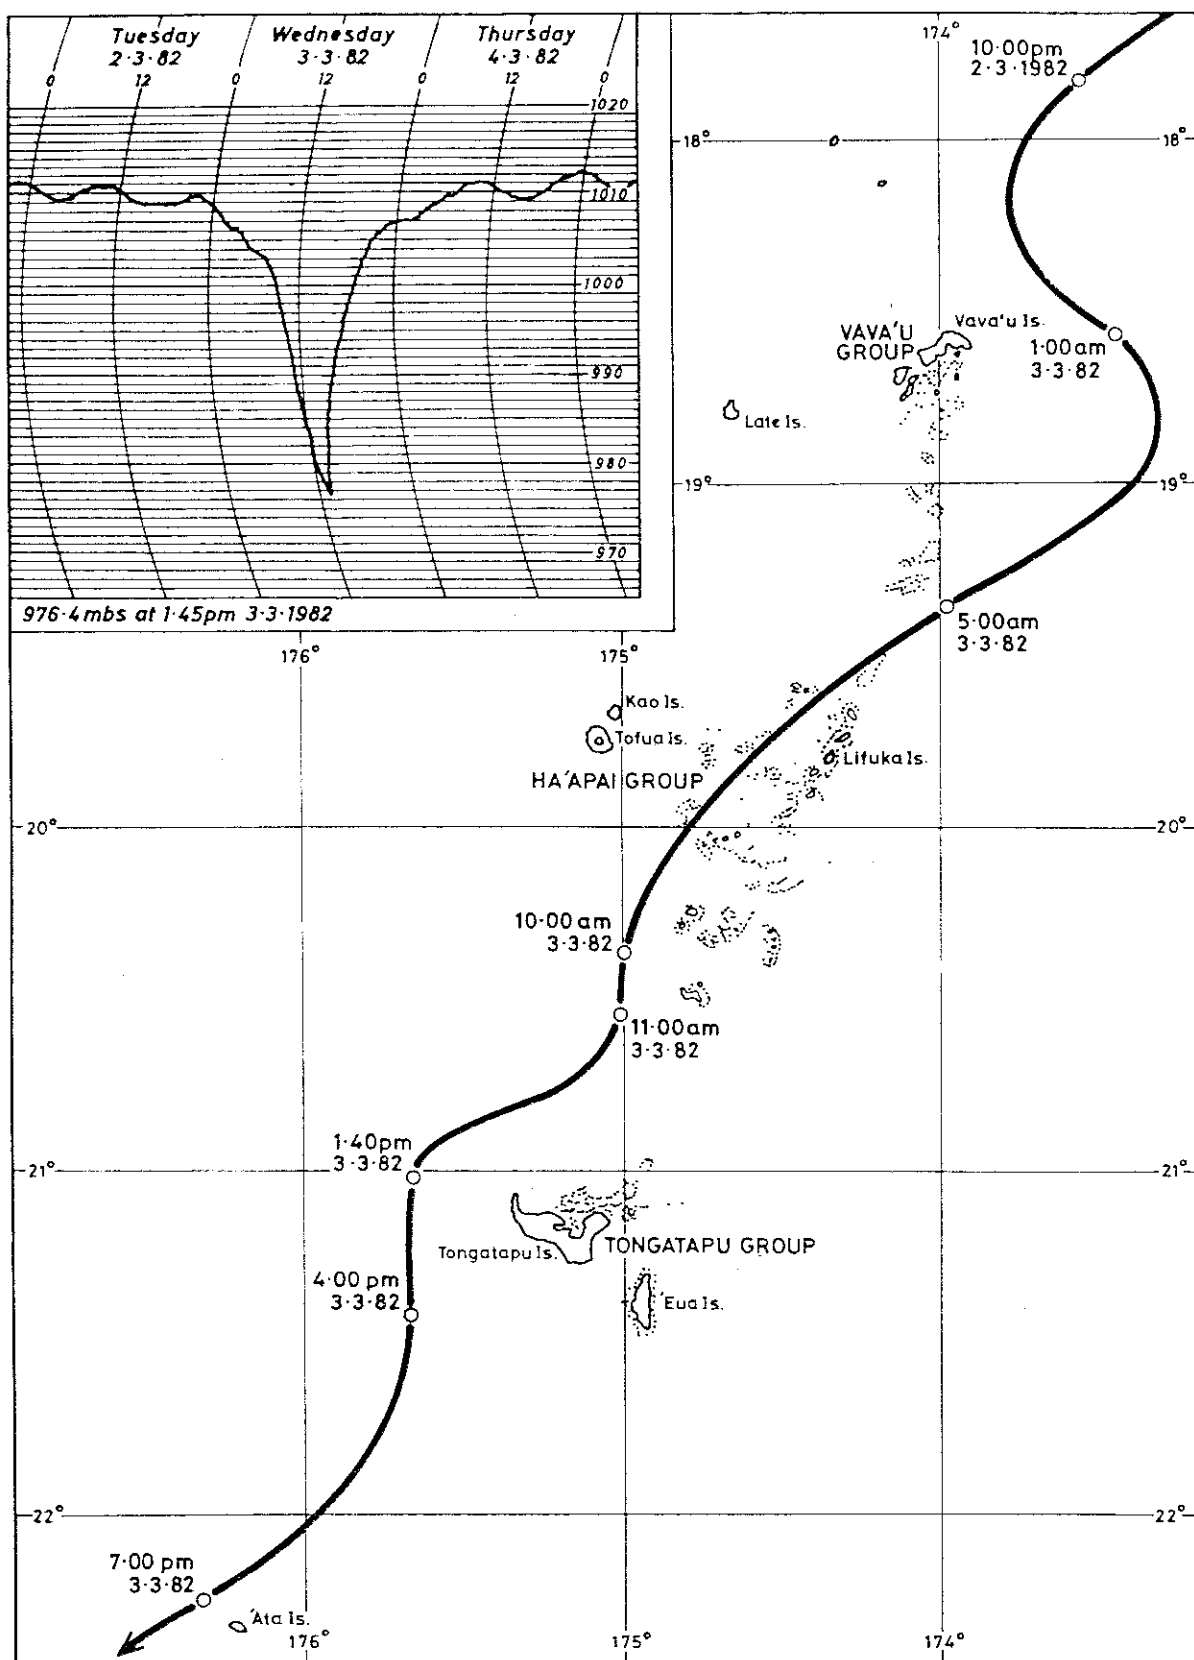 Tuesday
2·3·82
Wednesday
3·3·82
Thursday
4·3·82
0 12 0 12 0 12 0
1020
1010
1000
990
980
970
976·4 mbs at 1·45pm 3·3·1982
174°
10·00pm
2·3·1982
18° 18°
VAVA'U
GROUP
Vava'u Is.
1·00am
3·3·82
Late Is.
19° 19°
5·00am
3·3·82
176° 175°
Kao Is.
Tofua Is.
Lifuka Is.
HA'APAI GROUP
20° 20°
10·00am
3·3·82
11·00am
3·3·82
1·40pm
3·3·82
21° 21°
Tongatapu Is.
TONGATAPU GROUP
4·00 pm
3·3·82
'Eua Is.
22° 22°
7·00 pm
3·3·82
'Ata Is.
176° 175° 174°